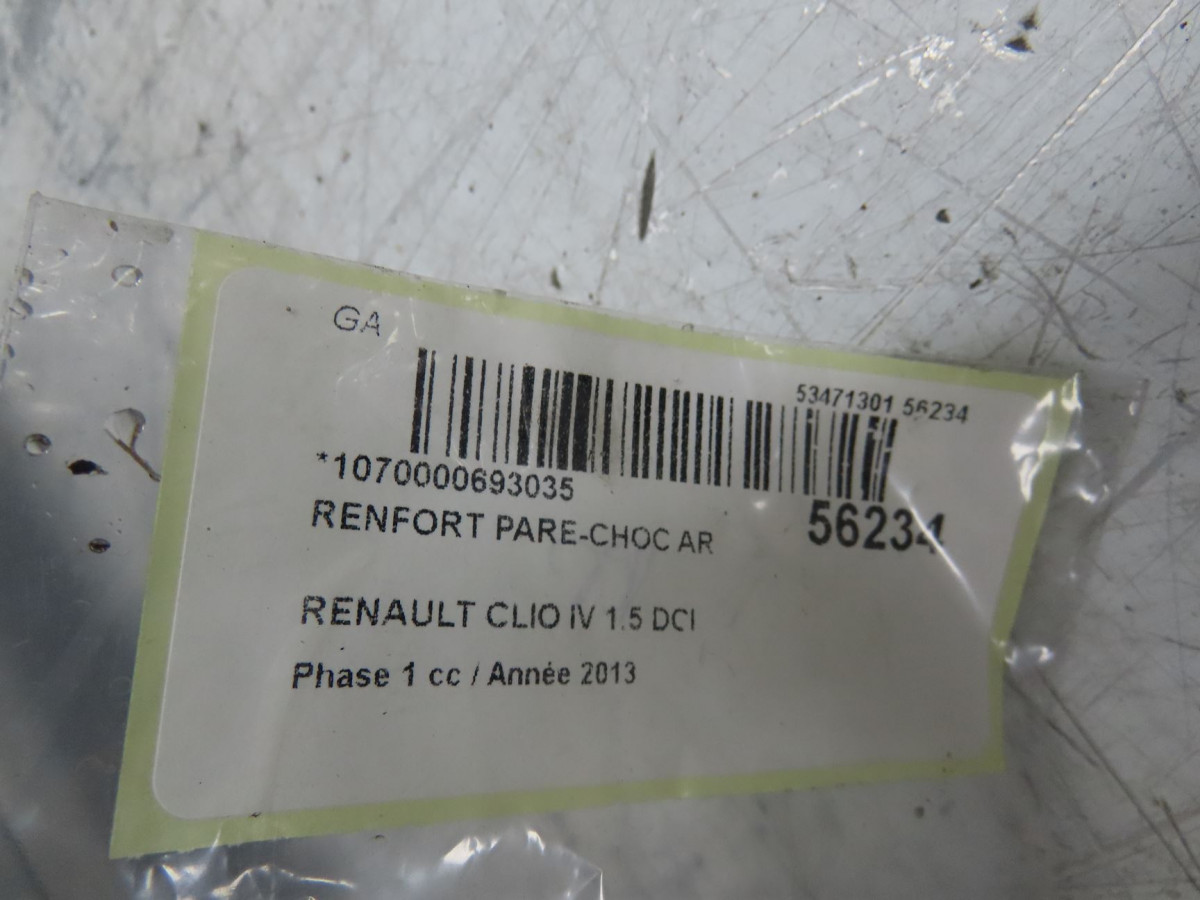 GA
53471301 56234
*1070000693035
RENFORT PARE-CHOC AR
56234
RENAULT CLIO IV 1.5 DCI
Phase 1 cc / Année 2013